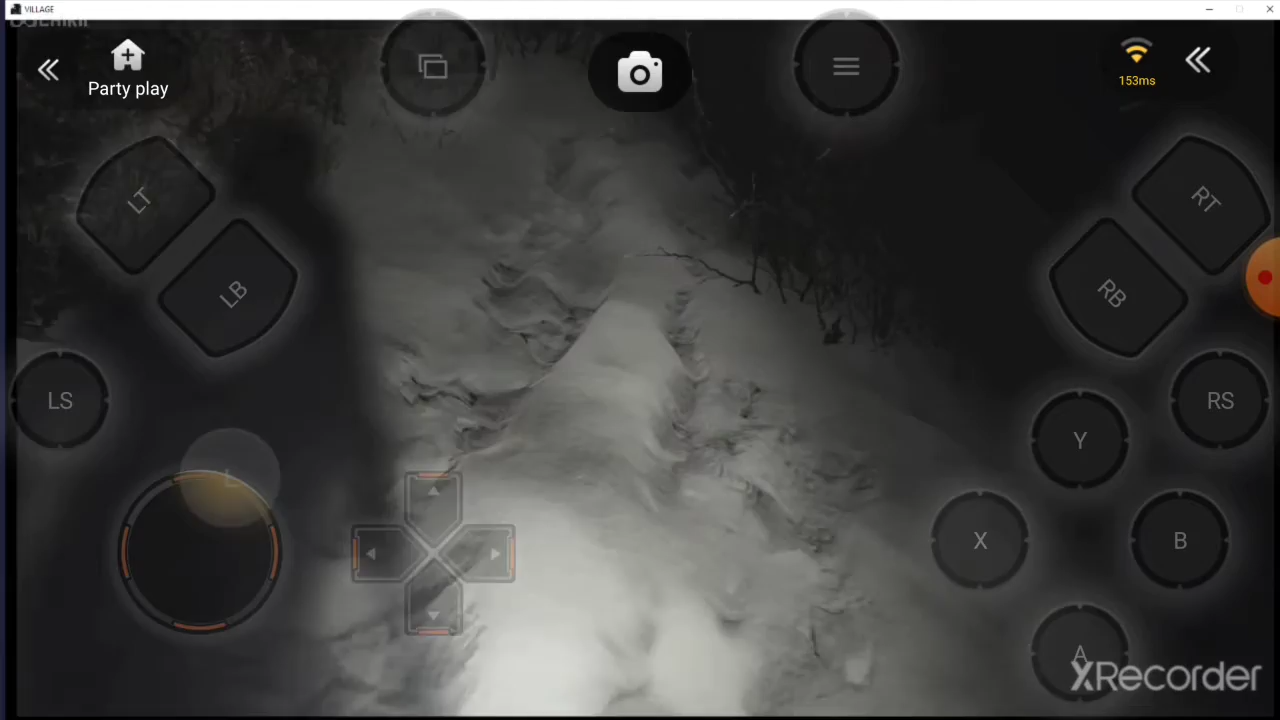 VILLAGE
Party play
153ms
LT
RT
LB
RB
LS
RS
L
Y
X
B
A
XRecorder